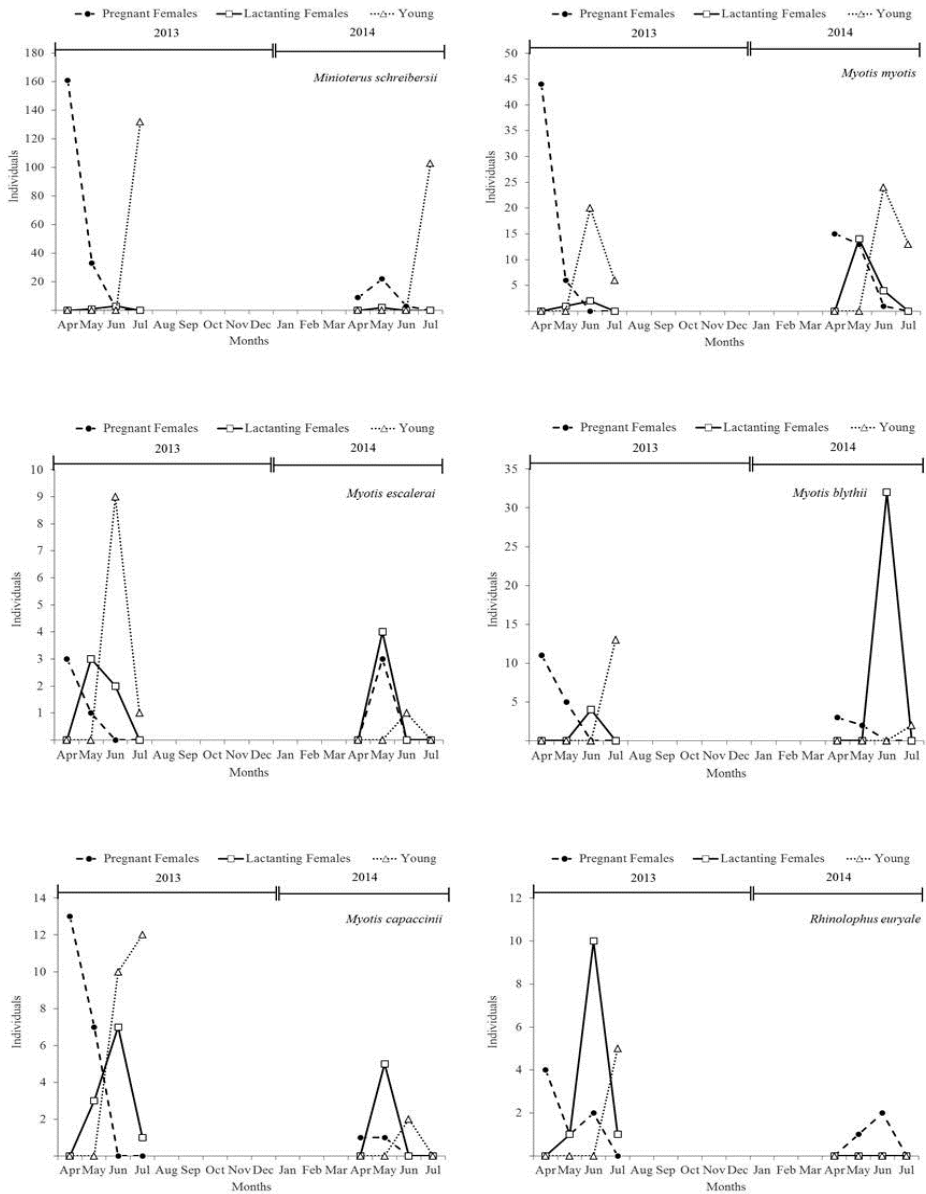 Pregnant Females Lactanting Females Young
2013 2014
Minioterus schreibersii
180
160
140
120
100
80
60
40
20
Individuals
Apr May Jun Jul Aug Sep Oct Nov Dec Jan Feb Mar Apr May Jun Jul
Months
Pregnant Females Lactanting Females Young
2013 2014
Myotis myotis
50
45
40
35
30
25
20
15
10
5
Individuals
Apr May Jun Jul Aug Sep Oct Nov Dec Jan Feb Mar Apr May Jun Jul
Months
Pregnant Females Lactanting Females Young
2013 2014
Myotis escalerai
10
9
8
7
6
5
4
3
2
1
Individuals
Apr May Jun Jul Aug Sep Oct Nov Dec Jan Feb Mar Apr May Jun Jul
Months
Pregnant Females Lactanting Females Young
2013 2014
Myotis blythii
35
30
25
20
15
10
5
Individuals
Apr May Jun Jul Aug Sep Oct Nov Dec Jan Feb Mar Apr May Jun Jul
Months
Pregnant Females Lactanting Females Young
2013 2014
Myotis capaccinii
14
12
10
8
6
4
2
Individuals
Apr May Jun Jul Aug Sep Oct Nov Dec Jan Feb Mar Apr May Jun Jul
Months
Pregnant Females Lactanting Females Young
2013 2014
Rhinolophus euryale
12
10
8
6
4
2
Individuals
Apr May Jun Jul Aug Sep Oct Nov Dec Jan Feb Mar Apr May Jun Jul
Months